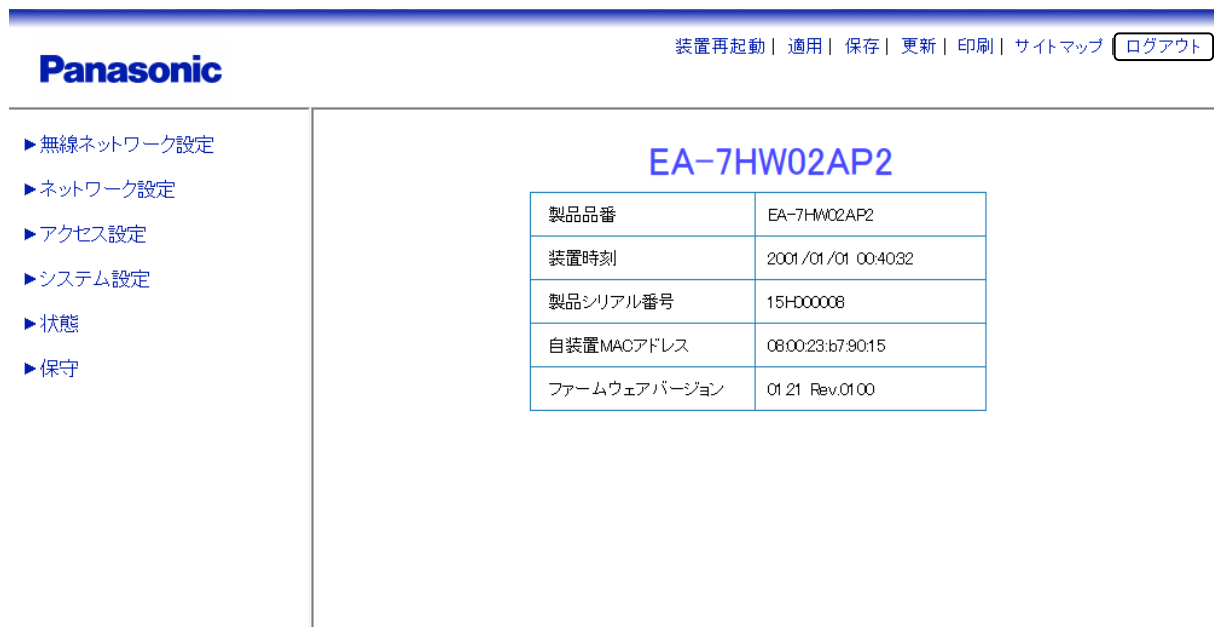 装置再起動| 適用| 保存| 更新| 印刷| サイトマップ| ログアウト
Panasonic
▶無線ネットワーク設定
▶ネットワーク設定
▶アクセス設定
▶システム設定
▶状態
▶保守
EA-7HW02AP2
製品品番 EA-7HW02AP2
装置時刻 2001/01/01 00:40:32
製品シリアル番号 15H000008
自装置MACアドレス 08:00:23:b7:90:15
ファームウェアバージョン 01.21 Rev.0100